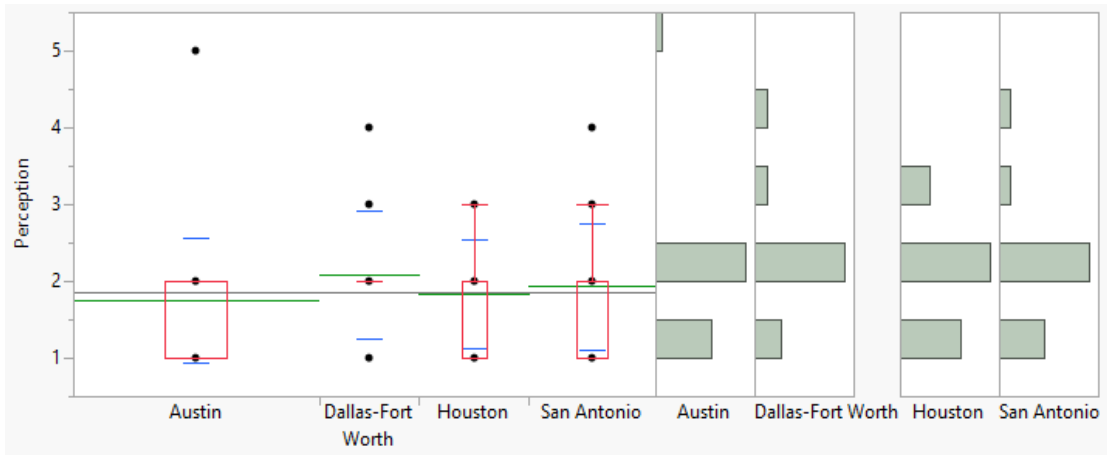 5
4
3
2
1
Perception
Austin
Dallas-Fort
Worth
Houston
San Antonio
Austin
Dallas-Fort Worth
Houston
San Antonio